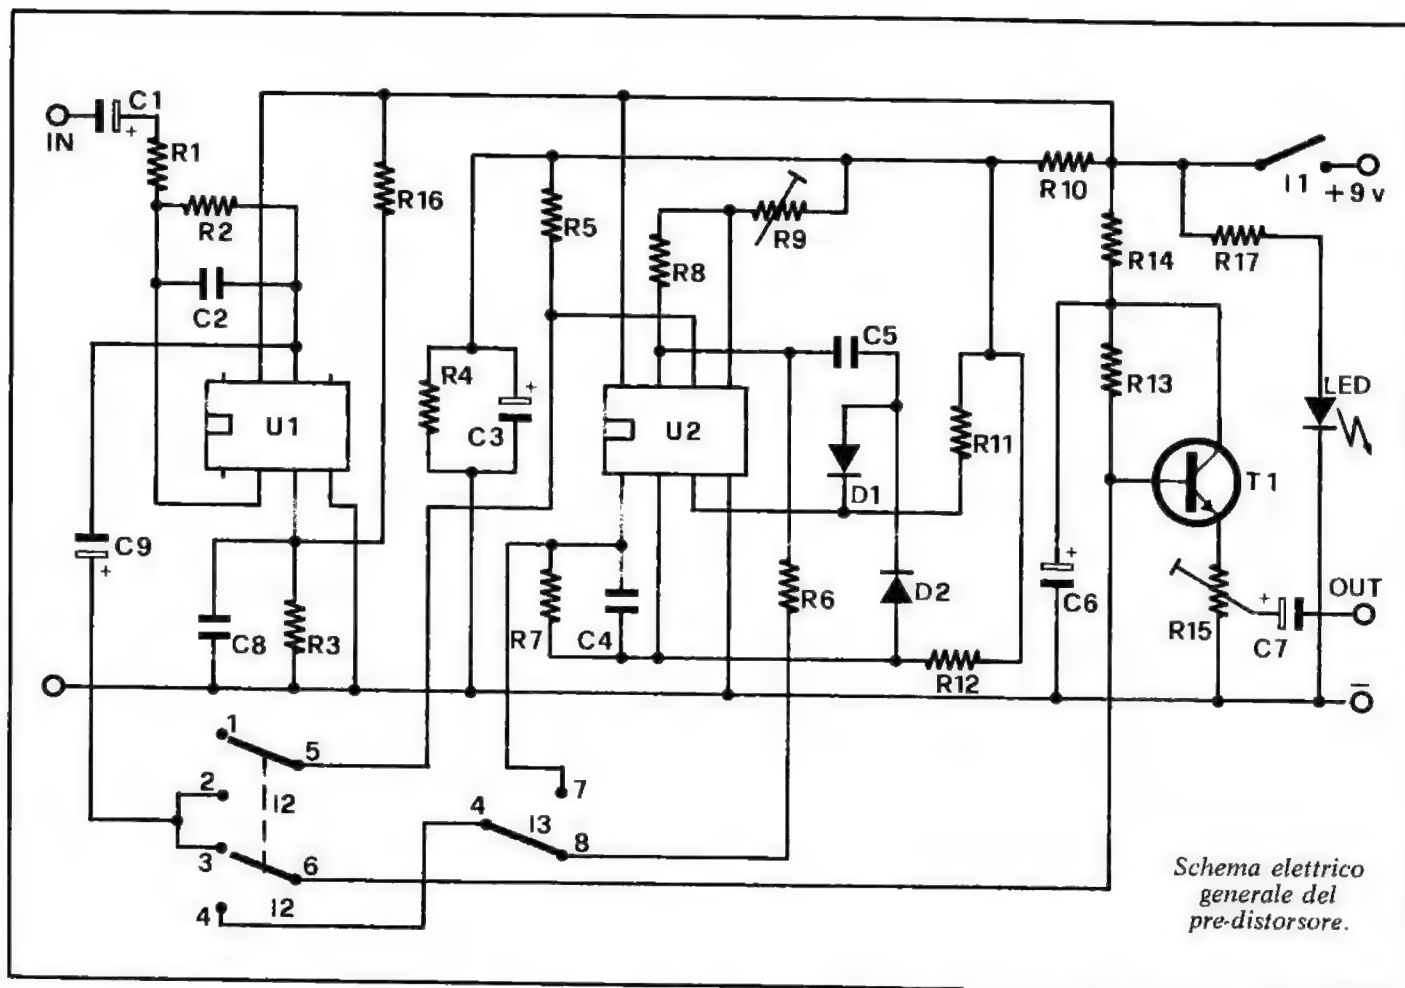 C1
+
IN
R1
R2
C2
R16
R5
R8
R9
R10
I1
+9 v
R14
R17
C5
R4
+
C3
U1
U2
R13
LED
R11
D1
T1
C9
+
C8
R3
R7
C4
R6
D2
R12
+
C6
R15
+
C7
OUT
–
1
5
2
I2
3
6
4
I2
4
I3
7
8
Schema elettrico
generale del
pre-distorsore.